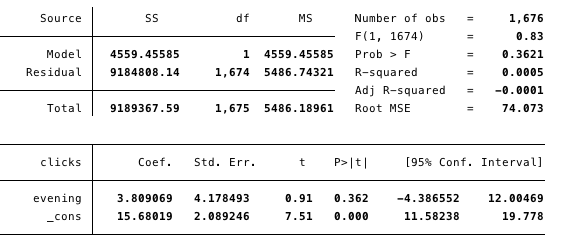 Source SS df MS Number of obs = 1,676
F(1, 1674) = 0.83
Model 4559.45585 1 4559.45585 Prob > F = 0.3621
Residual 9184808.14 1,674 5486.74321 R-squared = 0.0005
Adj R-squared = -0.0001
Total 9189367.59 1,675 5486.18961 Root MSE = 74.073
clicks Coef. Std. Err. t P>|t| [95% Conf. Interval]
evening 3.809069 4.178493 0.91 0.362 -4.386552 12.00469
_cons 15.68019 2.089246 7.51 0.000 11.58238 19.778